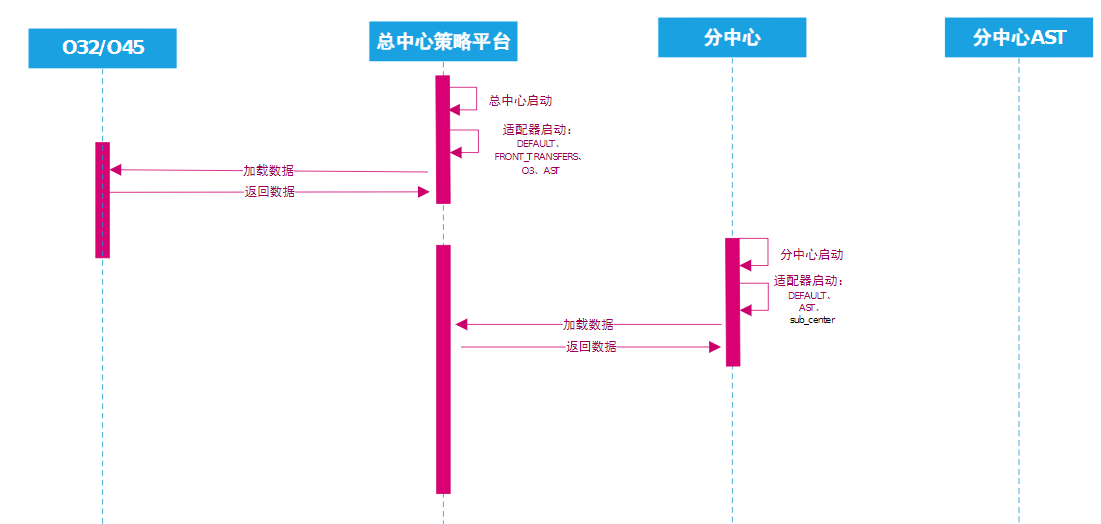 O32/O45
总中心策略平台
分中心
分中心AST
总中心启动
适配器启动：
DEFAULT、
FRONT_TRANSFERS、
O3、AST
加载数据
返回数据
分中心启动
适配器启动：
DEFAULT、
AST、
sub_center
加载数据
返回数据